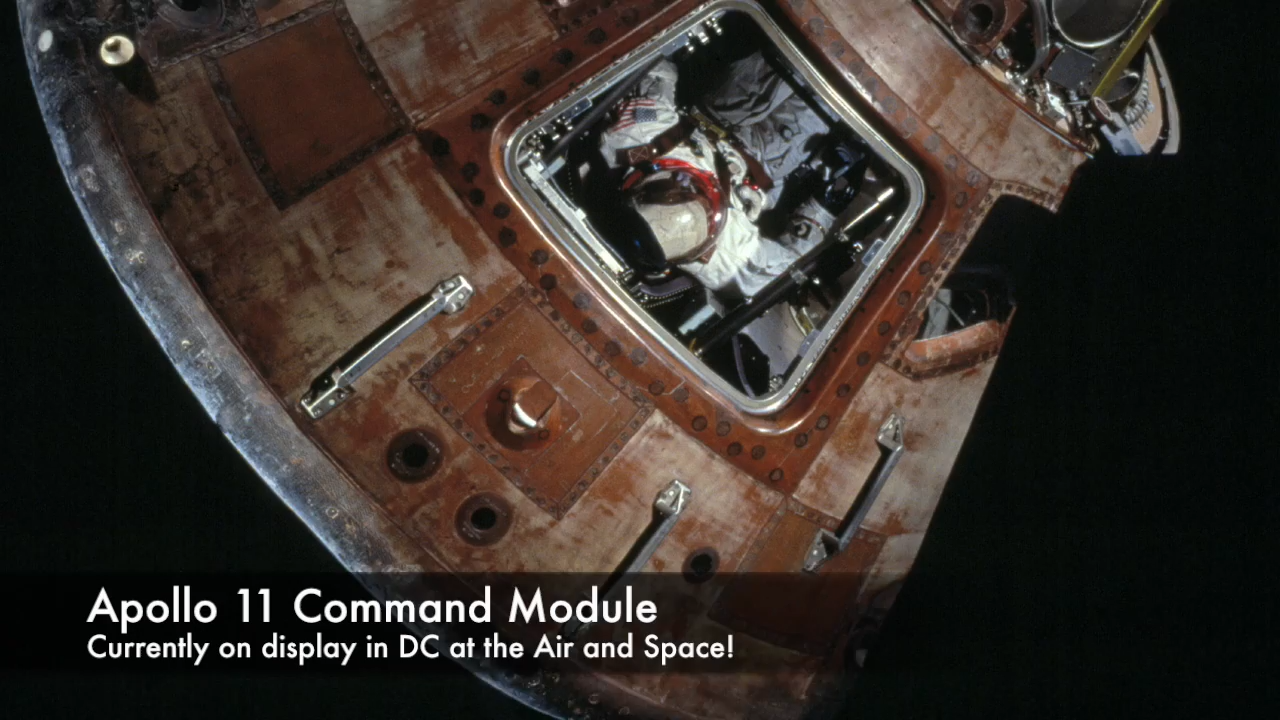 Apollo 11 Command Module
Currently on display in DC at the Air and Space!